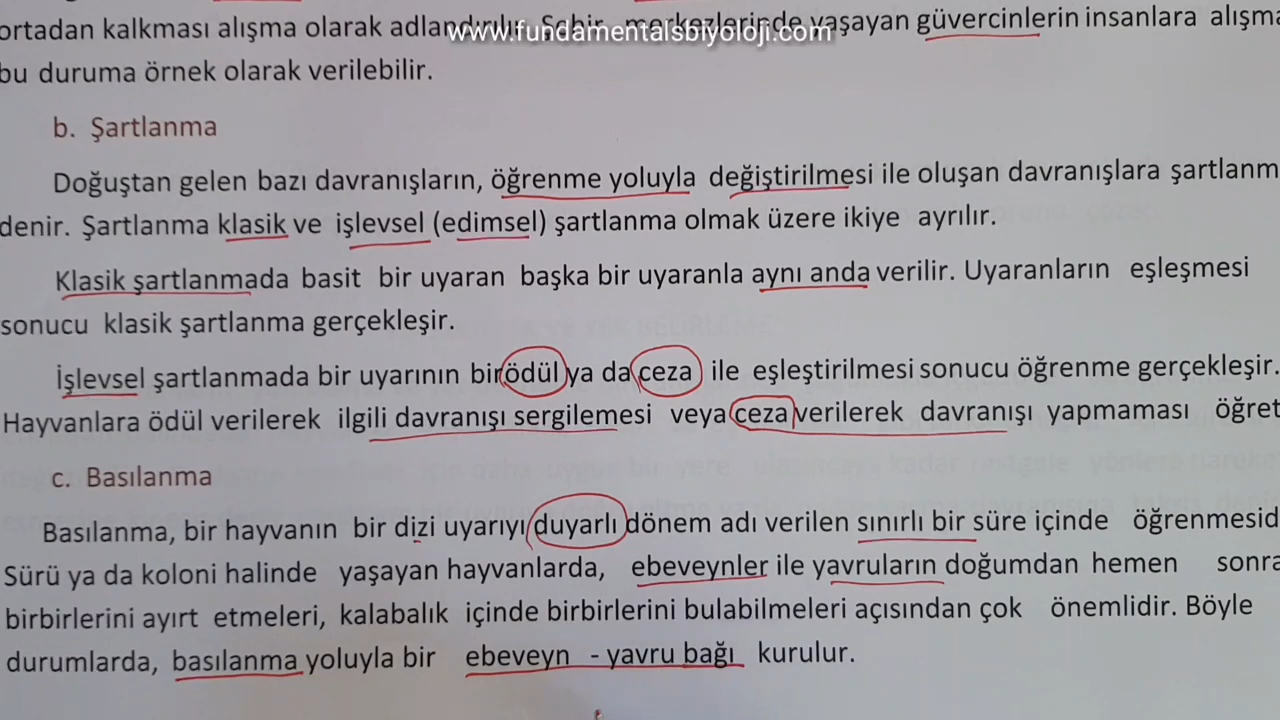 ortadan kalkması alışma olarak adlandırılır. Şehir merkezlerinde yaşayan güvercinlerin insanlara alışma
www.fundamentalsbiyoloji.com
bu duruma örnek olarak verilebilir.
b. Şartlanma
Doğuştan gelen bazı davranışların, öğrenme yoluyla değiştirilmesi ile oluşan davranışlara şartlanm
denir. Şartlanma klasik ve işlevsel (edimsel) şartlanma olmak üzere ikiye ayrılır.
Klasik şartlanmada basit bir uyaran başka bir uyaranla aynı anda verilir. Uyaranların eşleşmesi
sonucu klasik şartlanma gerçekleşir.
İşlevsel şartlanmada bir uyarının bir ödül ya da ceza ile eşleştirilmesi sonucu öğrenme gerçekleşir.
Hayvanlara ödül verilerek ilgili davranışı sergilemesi veya ceza verilerek davranışı yapmaması öğret
c. Basılanma
Basılanma, bir hayvanın bir dizi uyarıyı duyarlı dönem adı verilen sınırlı bir süre içinde öğrenmesid
Sürü ya da koloni halinde yaşayan hayvanlarda, ebeveynler ile yavruların doğumdan hemen sonra
birbirlerini ayırt etmeleri, kalabalık içinde birbirlerini bulabilmeleri açısından çok önemlidir. Böyle
durumlarda, basılanma yoluyla bir ebeveyn - yavru bağı kurulur.